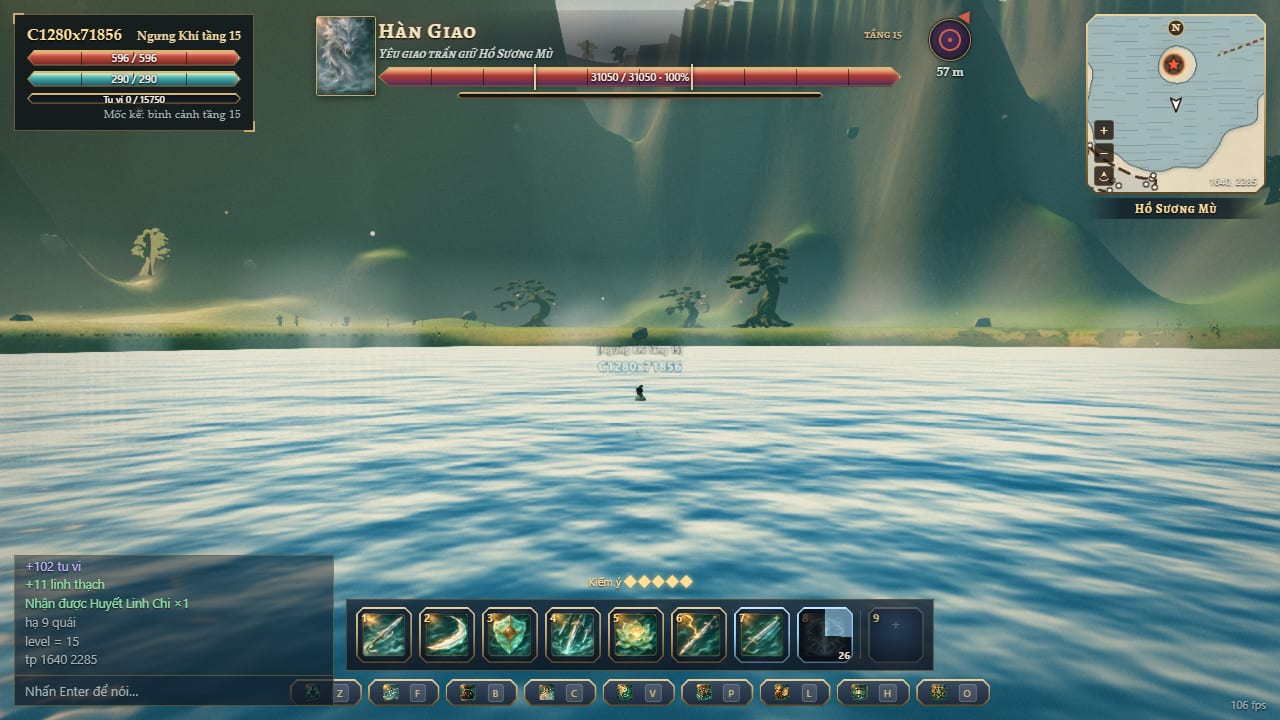 C1280x71856 Ngưng Khí tầng 15
596 / 596
290 / 290
Tu vi 0 / 15750
Mốc kế: bình cảnh tầng 15
Hàn Giao
Yêu giao trấn giữ Hồ Sương Mù
TẦNG 15
31050 / 31050 · 100%
57 m
N
+
−
1640, 2285
Hồ Sương Mù
[Ngưng Khí tầng 15]
C1280x71856
+102 tu vi
+11 linh thạch
Nhận được Huyết Linh Chi ×1
hạ 9 quái
level = 15
tp 1640 2285
Nhấn Enter để nói...
Kiếm ý
1 2 3 4 5 6 7 8 9
+
26
Z F B C V P L H O
106 fps